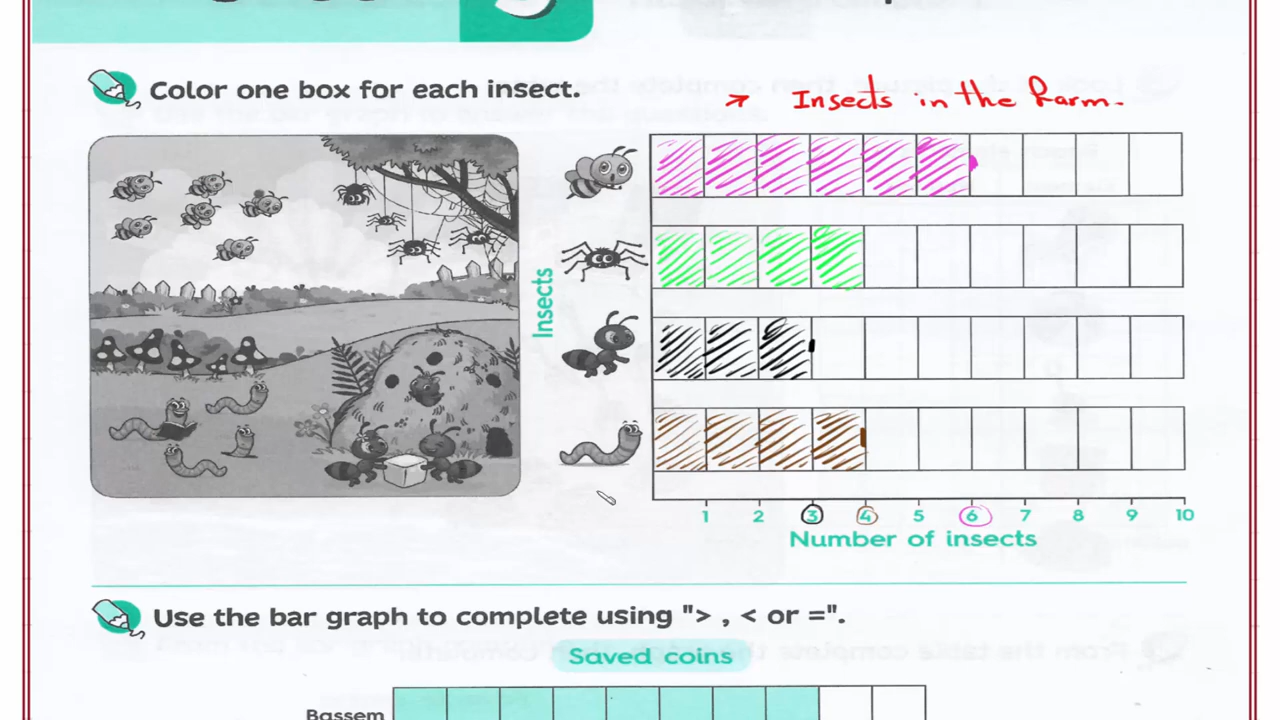 Color one box for each insect.
→ Insects in the farm.
Insects
1 2 3 4 5 6 7 8 9 10
Number of insects
Use the bar graph to complete using "> , < or =".
Saved coins
Bassem